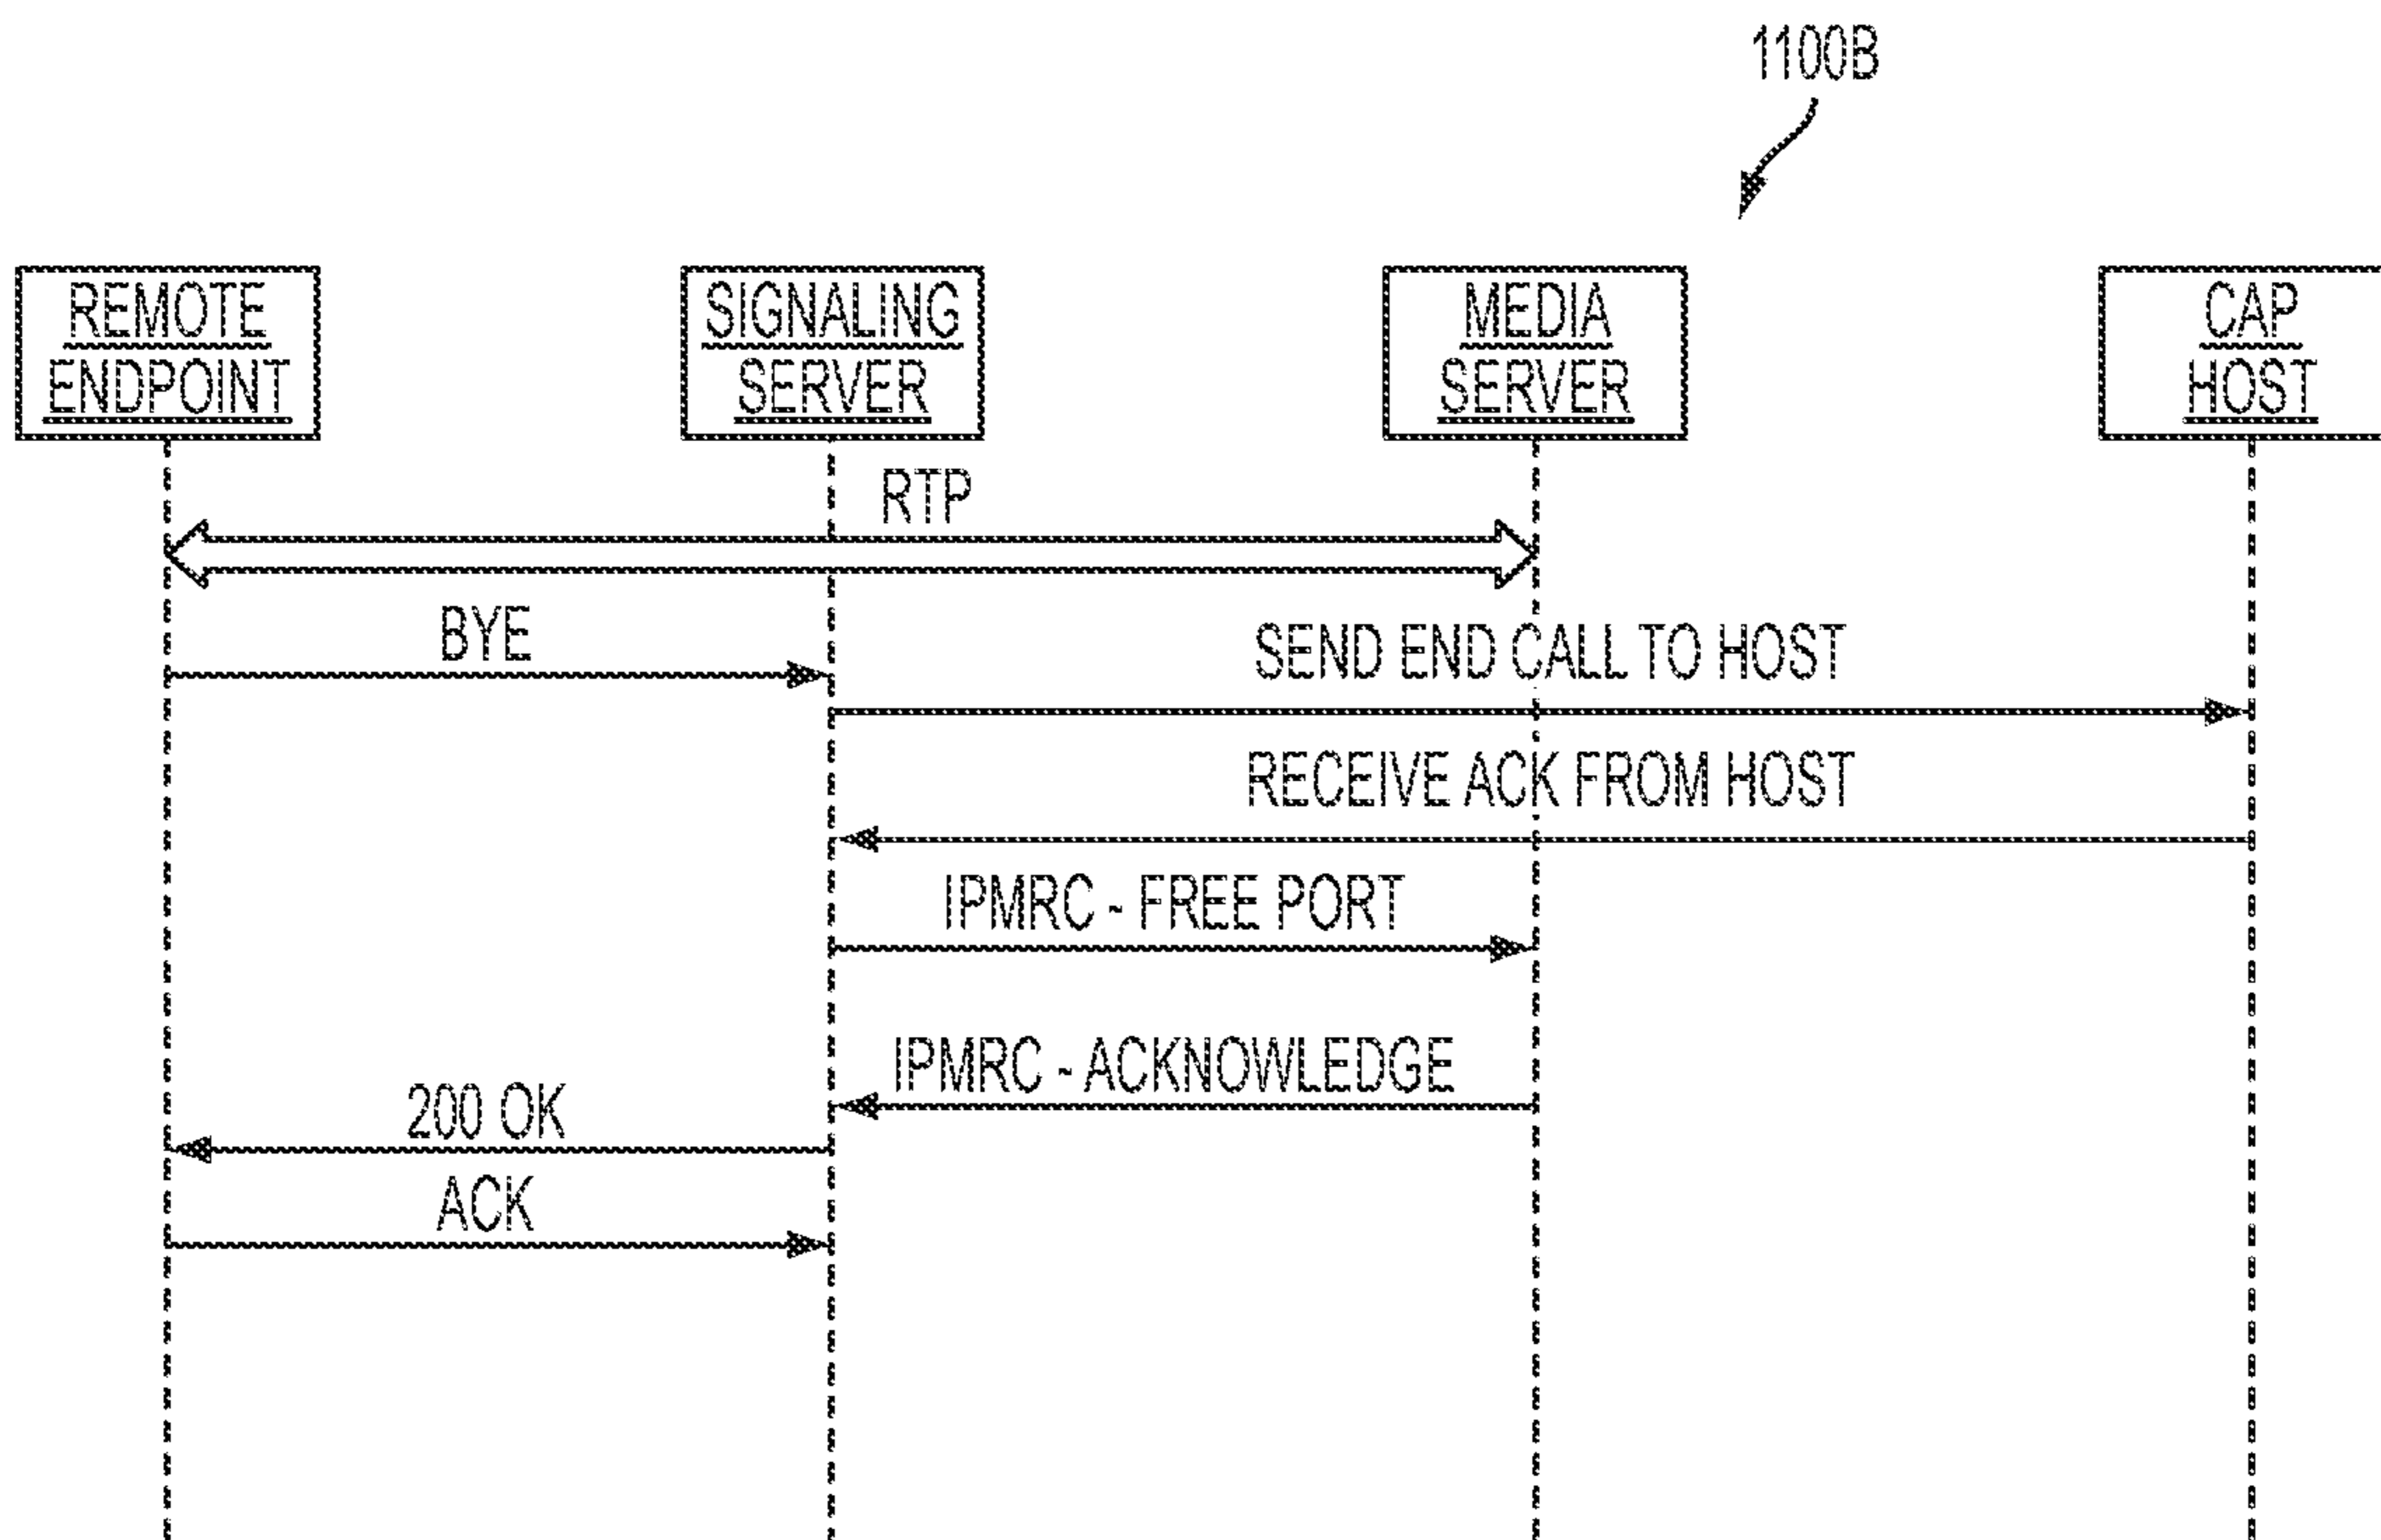 1100B
REMOTE
ENDPOINT
SIGNALING
SERVER
MEDIA
SERVER
CAP
HOST
RTP
BYE
SEND END CALL TO HOST
RECEIVE ACK FROM HOST
IPMRC - FREE PORT
IPMRC - ACKNOWLEDGE
200 OK
ACK